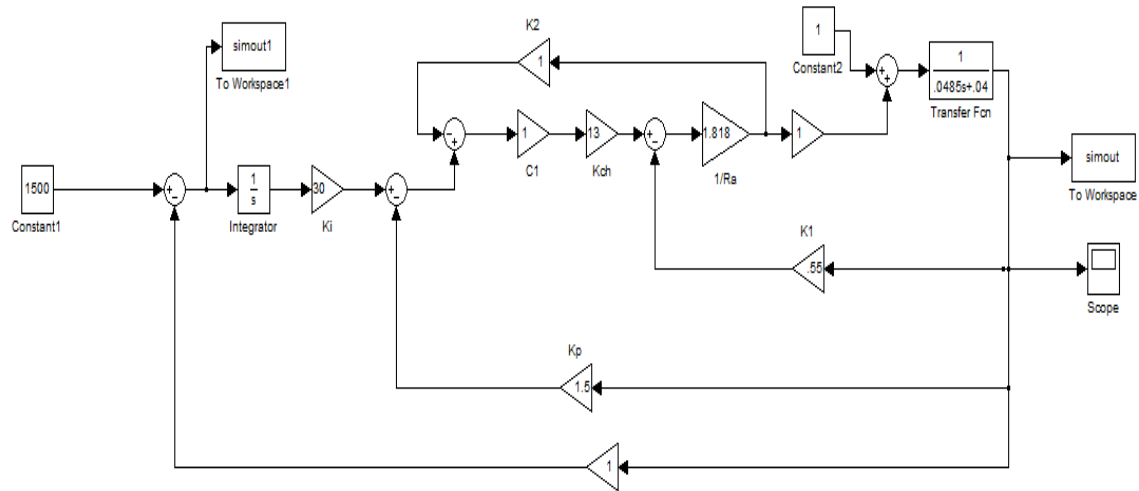 K2
1
simout1
To Workspace1
1
Constant2
+
+
1
.0485s+.04
Transfer Fcn
-
+
1
C1
13
Kch
+
-
1.818
1/Ra
1
simout
To Workspace
1500
Constant1
+
-
1
s
Integrator
30
Ki
+
-
K1
.55
Scope
Kp
1.5
1